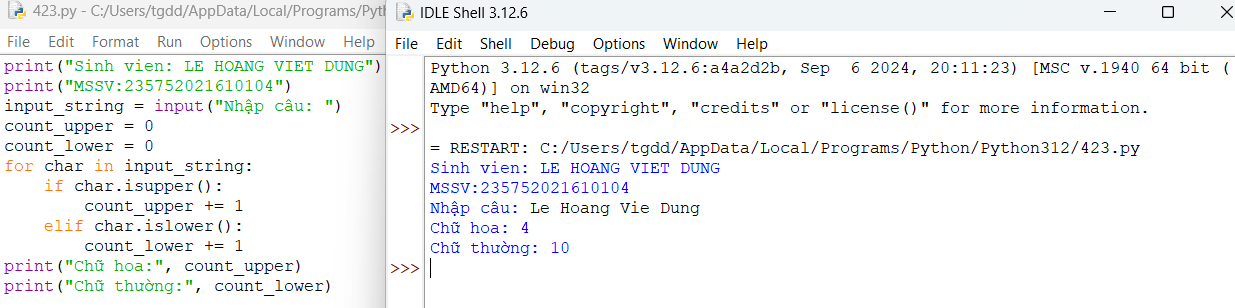 423.py - C:/Users/tgdd/AppData/Local/Programs/Pyth
File Edit Format Run Options Window Help
print("Sinh vien: LE HOANG VIET DUNG")
print("MSSV:235752021610104")
input_string = input("Nhập câu: ")
count_upper = 0
count_lower = 0
for char in input_string:
    if char.isupper():
        count_upper += 1
    elif char.islower():
        count_lower += 1
print("Chữ hoa:", count_upper)
print("Chữ thường:", count_lower)
IDLE Shell 3.12.6
File Edit Shell Debug Options Window Help
Python 3.12.6 (tags/v3.12.6:a4a2d2b, Sep  6 2024, 20:11:23) [MSC v.1940 64 bit (
AMD64)] on win32
Type "help", "copyright", "credits" or "license()" for more information.
>>>
= RESTART: C:/Users/tgdd/AppData/Local/Programs/Python/Python312/423.py
Sinh vien: LE HOANG VIET DUNG
MSSV:235752021610104
Nhập câu: Le Hoang Vie Dung
Chữ hoa: 4
Chữ thường: 10
>>>